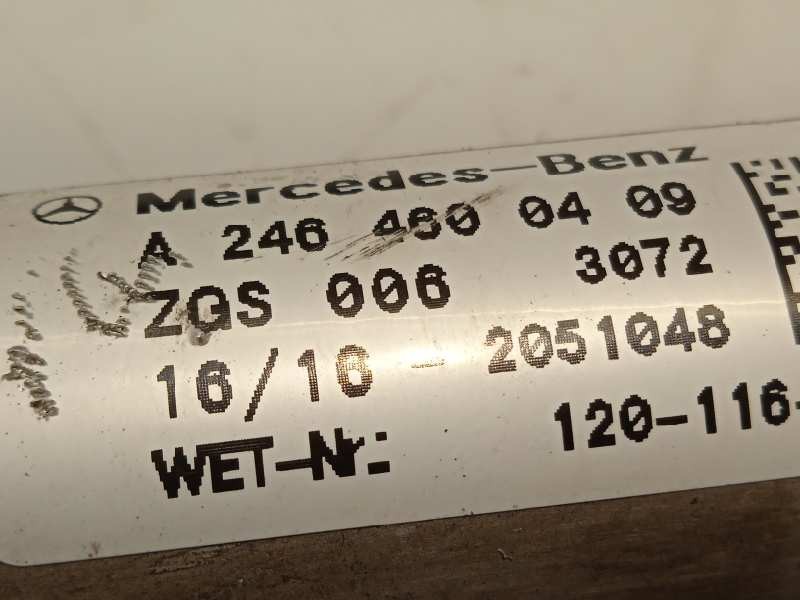 Mercedes-Benz
A 246 460 04 09
ZGS 006 3072
16/16 - 2051048
WET-Nr: 120-116-